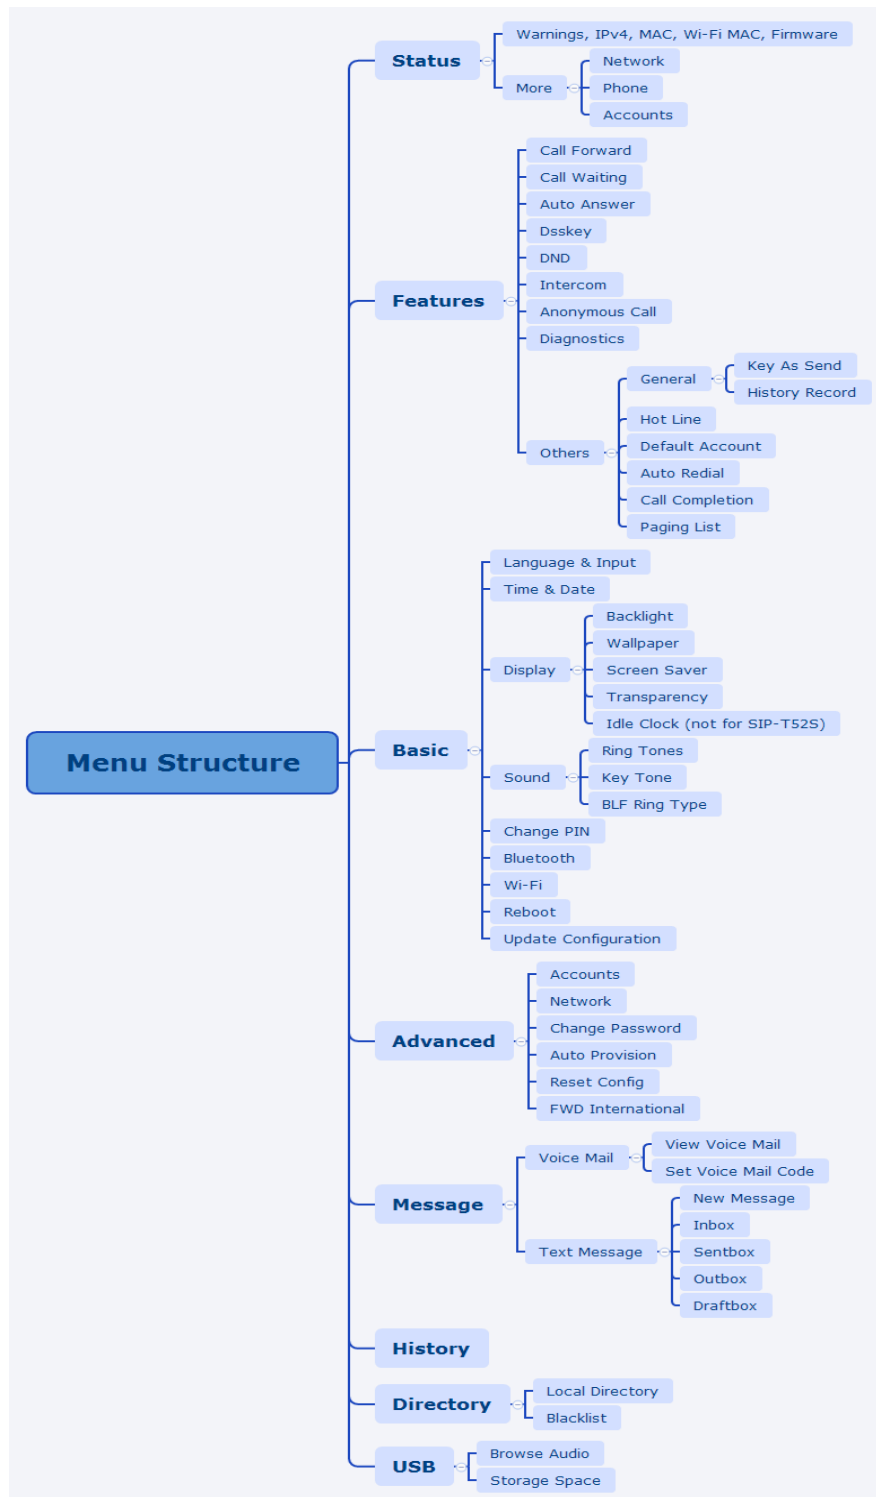 Menu Structure
Status
Warnings, IPv4, MAC, Wi-Fi MAC, Firmware
More
Network
Phone
Accounts
Features
Call Forward
Call Waiting
Auto Answer
Dsskey
DND
Intercom
Anonymous Call
Diagnostics
Others
General
Key As Send
History Record
Hot Line
Default Account
Auto Redial
Call Completion
Paging List
Basic
Language & Input
Time & Date
Display
Backlight
Wallpaper
Screen Saver
Transparency
Idle Clock (not for SIP-T52S)
Sound
Ring Tones
Key Tone
BLF Ring Type
Change PIN
Bluetooth
Wi-Fi
Reboot
Update Configuration
Advanced
Accounts
Network
Change Password
Auto Provision
Reset Config
FWD International
Message
Voice Mail
View Voice Mail
Set Voice Mail Code
Text Message
New Message
Inbox
Sentbox
Outbox
Draftbox
History
Directory
Local Directory
Blacklist
USB
Browse Audio
Storage Space